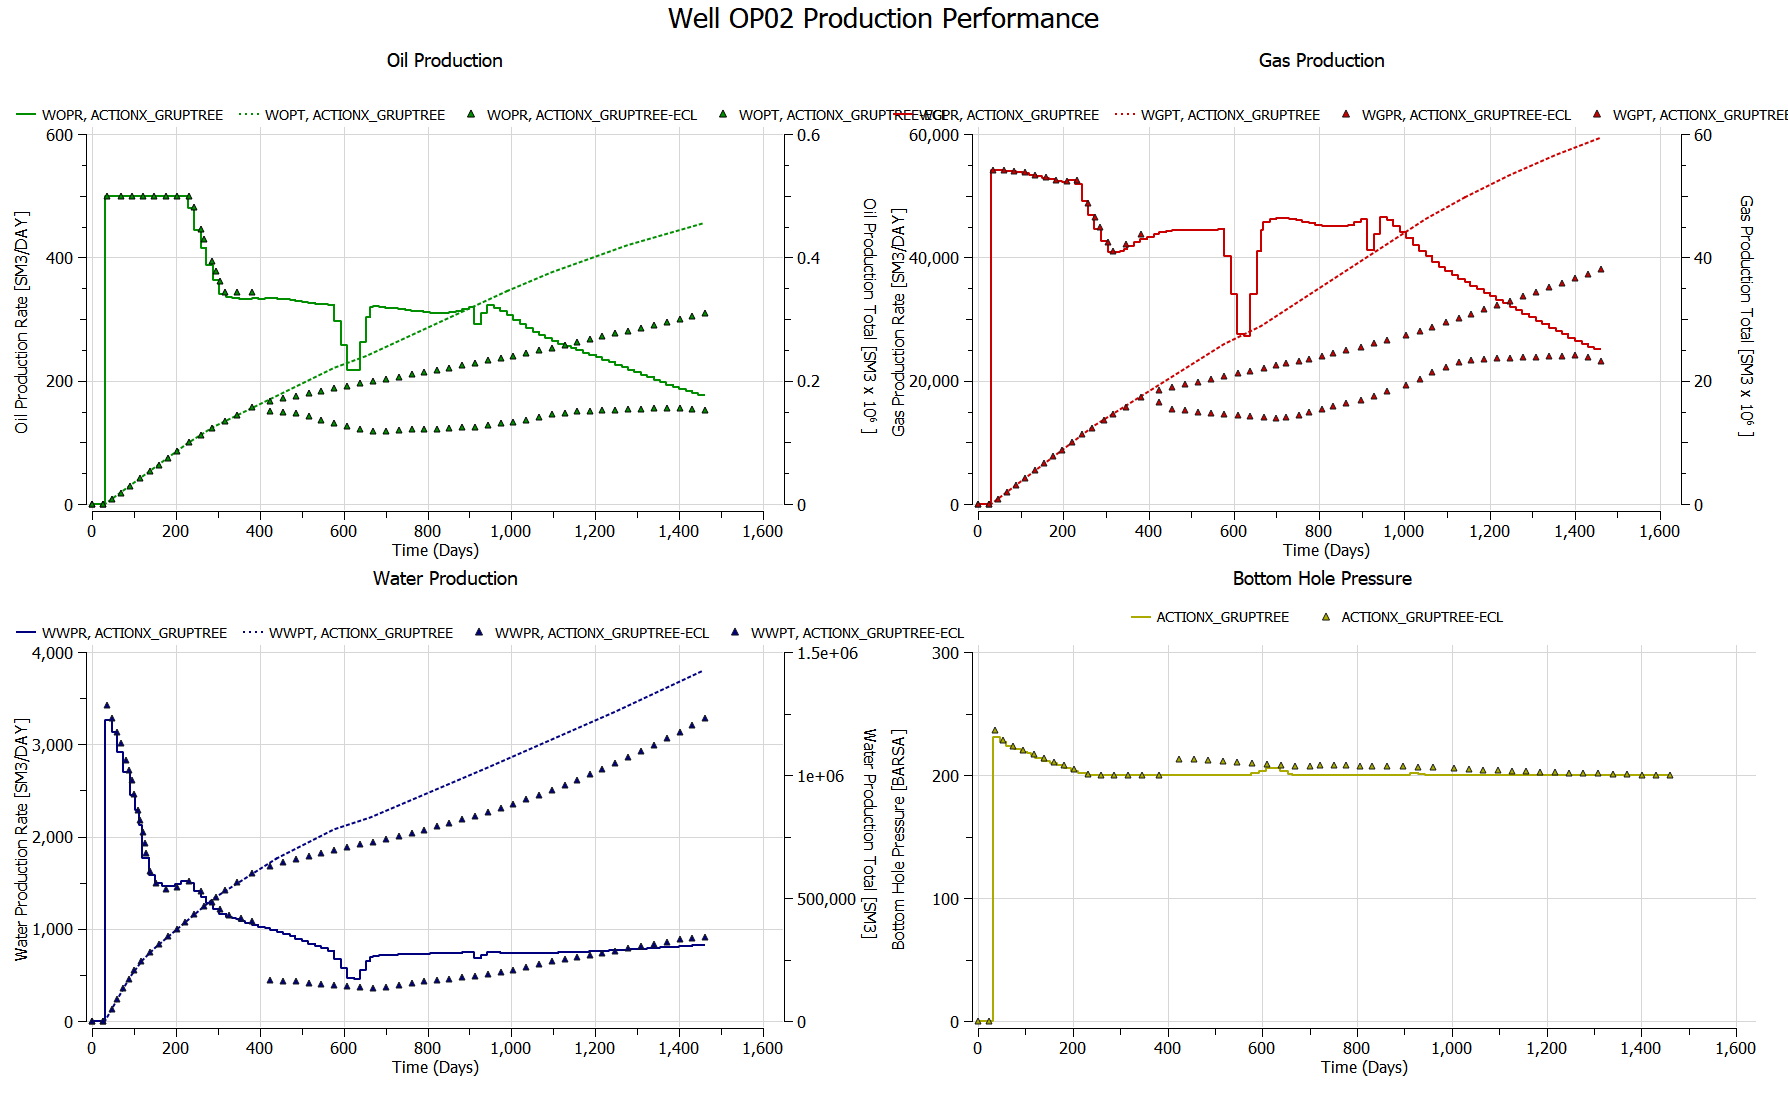 Well OP02 Production Performance
Oil Production
WOPR, ACTIONX_GRUPTREE
WOPT, ACTIONX_GRUPTREE
WOPR, ACTIONX_GRUPTREE-ECL
WOPT, ACTIONX_GRUPTREE-ECL
600
400
200
0
0.6
0.4
0.2
0
Oil Production Rate [SM3/DAY]
Oil Production Total [SM3 x 10⁶ ]
0 200 400 600 800 1,000 1,200 1,400 1,600
Time (Days)
Gas Production
WGPR, ACTIONX_GRUPTREE
WGPT, ACTIONX_GRUPTREE
WGPR, ACTIONX_GRUPTREE-ECL
WGPT, ACTIONX_GRUPTREE
60,000
40,000
20,000
0
60
40
20
0
Gas Production Rate [SM3/DAY]
Gas Production Total [SM3 x 10⁶ ]
0 200 400 600 800 1,000 1,200 1,400 1,600
Time (Days)
Water Production
WWPR, ACTIONX_GRUPTREE
WWPT, ACTIONX_GRUPTREE
WWPR, ACTIONX_GRUPTREE-ECL
WWPT, ACTIONX_GRUPTREE-ECL
4,000
3,000
2,000
1,000
0
1.5e+06
1e+06
500,000
0
Water Production Rate [SM3/DAY]
Water Production Total [SM3]
0 200 400 600 800 1,000 1,200 1,400 1,600
Time (Days)
Bottom Hole Pressure
ACTIONX_GRUPTREE
ACTIONX_GRUPTREE-ECL
300
200
100
0
Bottom Hole Pressure [BARSA]
0 200 400 600 800 1,000 1,200 1,400 1,600
Time (Days)